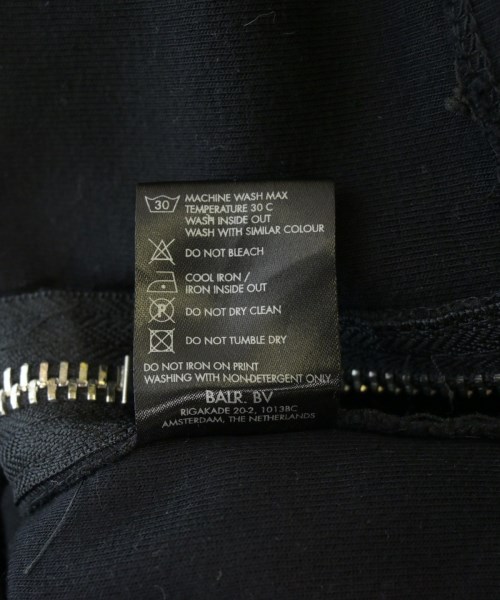 30
MACHINE WASH MAX
TEMPERATURE 30 C
WASH INSIDE OUT
WASH WITH SIMILAR COLOUR
DO NOT BLEACH
COOL IRON /
IRON INSIDE OUT
P
DO NOT DRY CLEAN
DO NOT TUMBLE DRY
DO NOT IRON ON PRINT
WASHING WITH NON-DETERGENT ONLY
BALR. BV
RIGAKADE 20-2, 1013BC
AMSTERDAM, THE NETHERLANDS